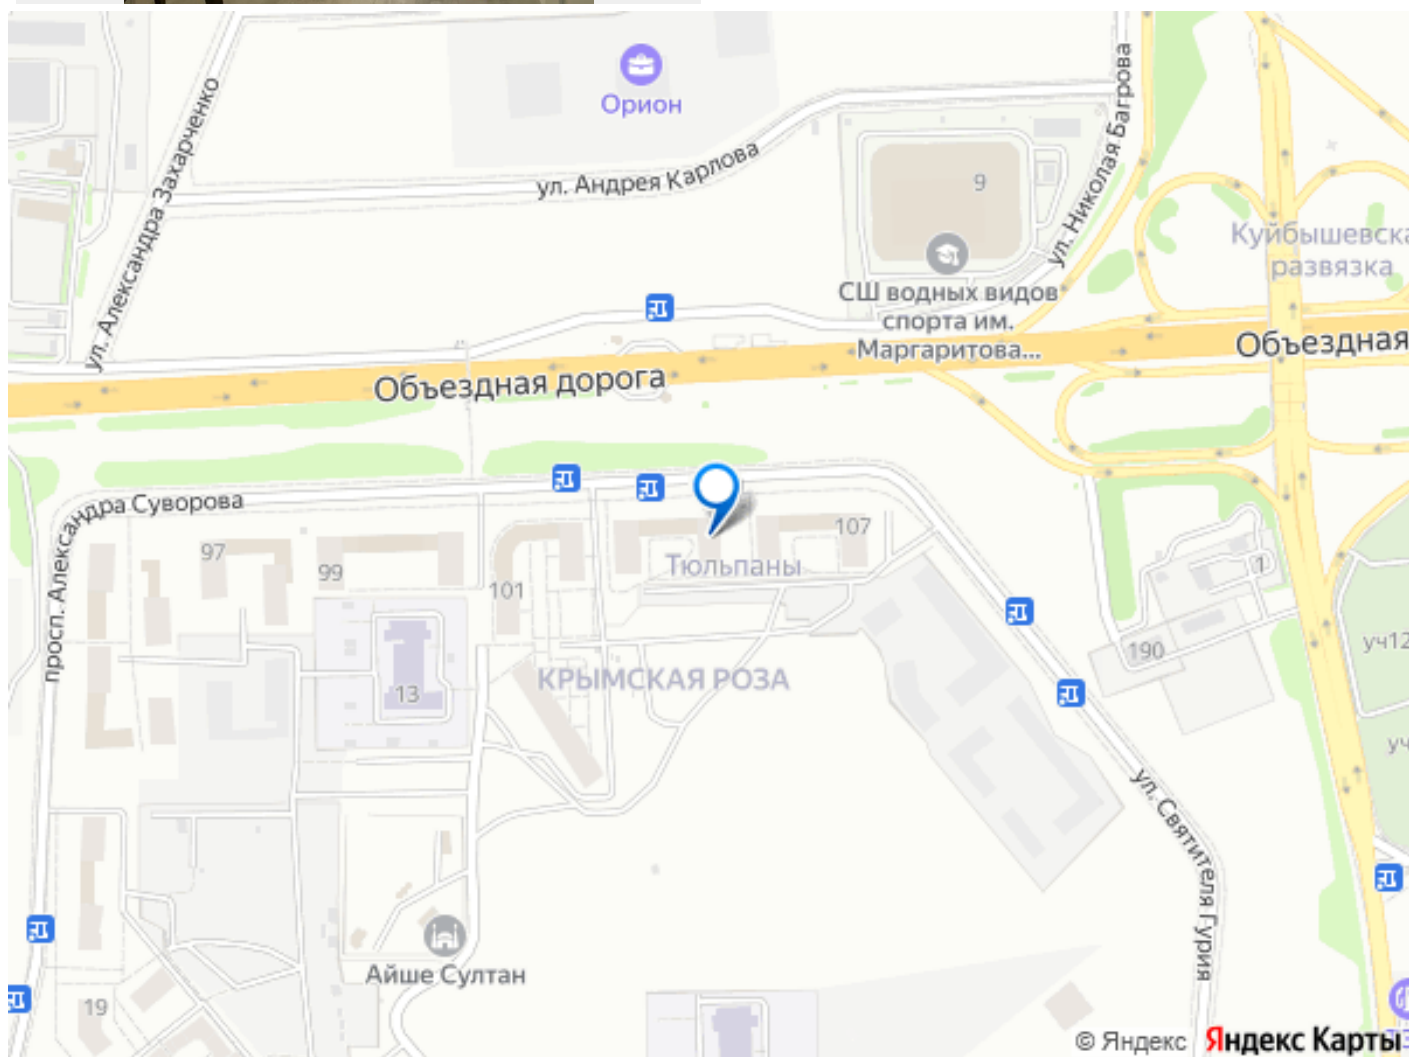 Орион
ул. Александра Захарченко
ул. Андрея Карлова
ул. Николая Багрова
9
СШ водных видов
спорта им.
Маргаритова...
Куйбышевска
развязка
Объездная дорога
Объездная
просп. Александра Суворова
97
99
101
107
Тюльпаны
1
уч12
190
КРЫМСКАЯ РОЗА
13
уч
ул. Святителя Гурия
Айше Султан
19
© Яндекс
Яндекс Карты